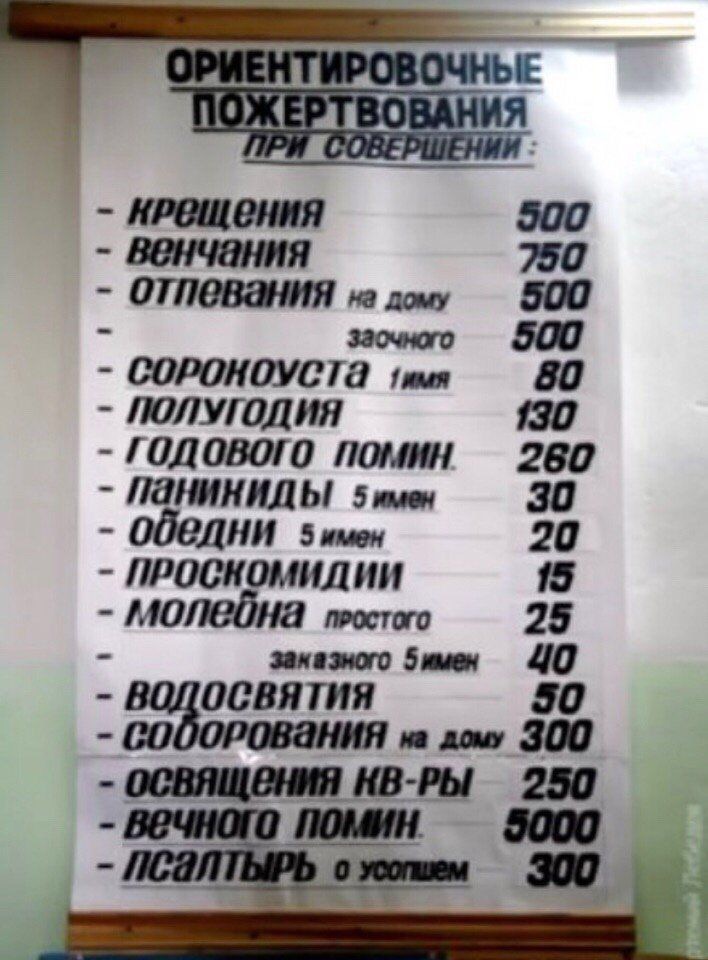 ОРИЕНТИРОВОЧНЫЕ
ПОЖЕРТВОВАНИЯ
ПРИ СОВЕРШЕНИИ:
- КРЕЩЕНИЯ 500
- ВЕНЧАНИЯ 750
- ОТПЕВАНИЯ на дому 500
- заочного 500
- СОРОКОУСТА 1 имя 80
- ПОЛУГОДИЯ 130
- ГОДОВОГО ПОМИН. 260
- ПАНИКИДЫ 5 имен 30
- ОБЕДНИ 5 имен 20
- ПРОСКОМИДИИ 15
- МОЛЕБНА простого 25
- заказного 5 имен 40
- ВОДОСВЯТИЯ 50
- СОБОРОВАНИЯ на дому 300
- ОСВЯЩЕНИЯ КВ-РЫ 250
- ВЕЧНОГО ПОМИН. 5000
- ПСАЛТЫРЬ о усопшем 300